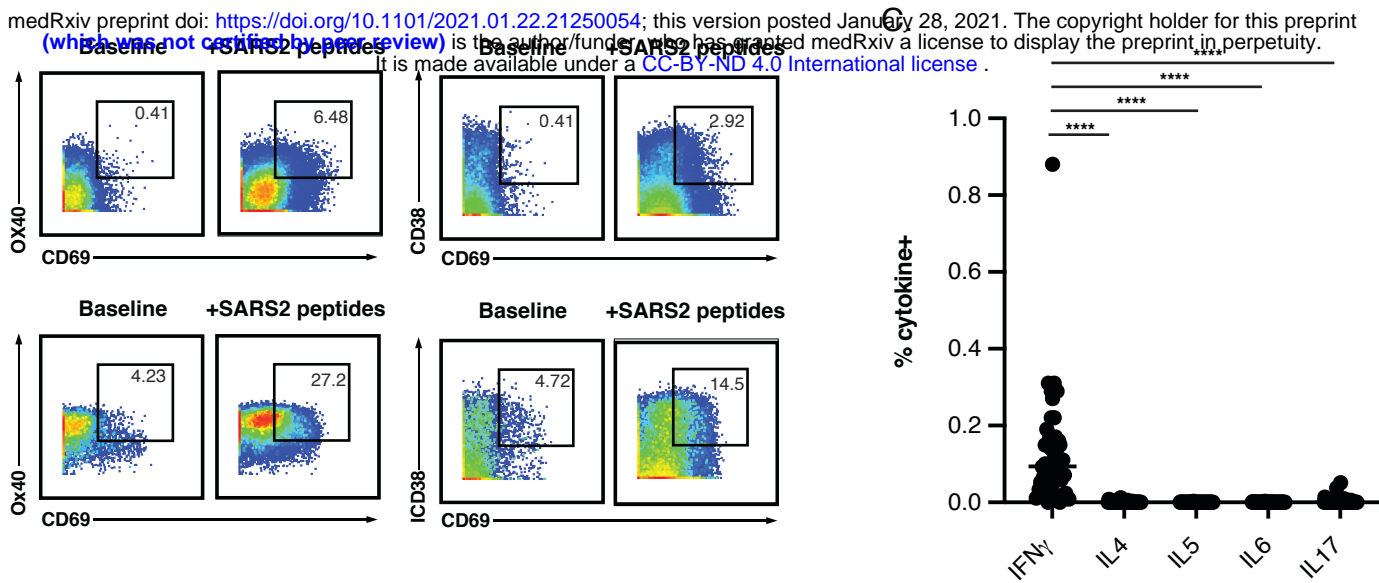 medRxiv preprint doi: https://doi.org/10.1101/2021.01.22.21250054; this version posted January 28, 2021. The copyright holder for this preprint
(which was not certified by peer review) is the author/funder, who has granted medRxiv a license to display the preprint in perpetuity.
It is made available under a CC-BY-ND 4.0 International license .
C
Baseline +SARS2 peptides Baseline +SARS2 peptides
0.41 6.48 0.41 2.92
OX40 CD38
CD69 CD69
Baseline +SARS2 peptides Baseline +SARS2 peptides
4.23 27.2 4.72 14.5
Ox40 ICD38
CD69 CD69
****
****
****
****
% cytokine+
1.0
0.8
0.6
0.4
0.2
0.0
IFNγ IL4 IL5 IL6 IL17